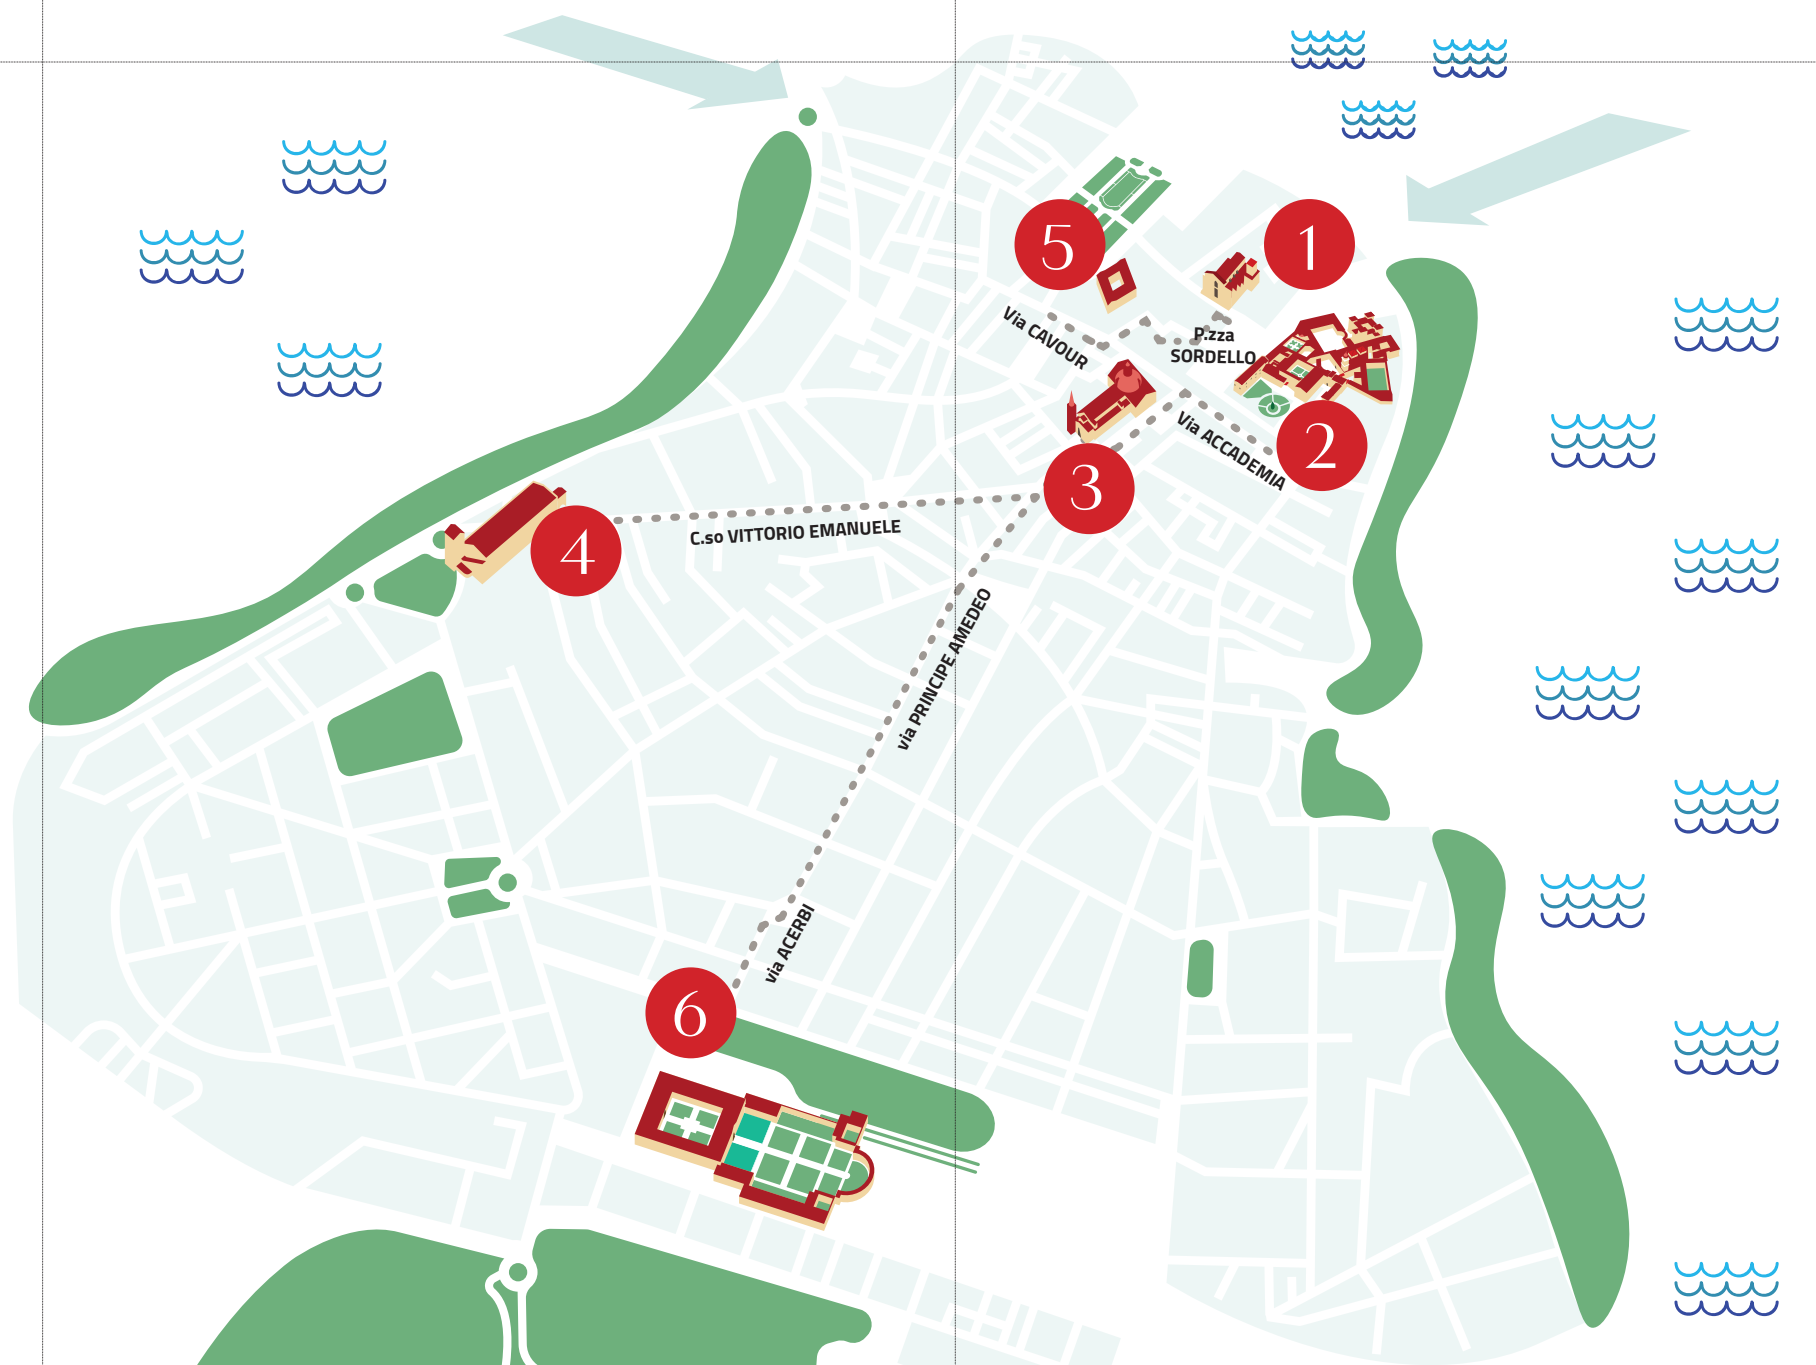 5
1
Via CAVOUR
P.zza
SORDELLO
2
Via ACCADEMIA
3
4
C.so VITTORIO EMANUELE
via PRINCIPE AMEDEO
via ACERBI
6